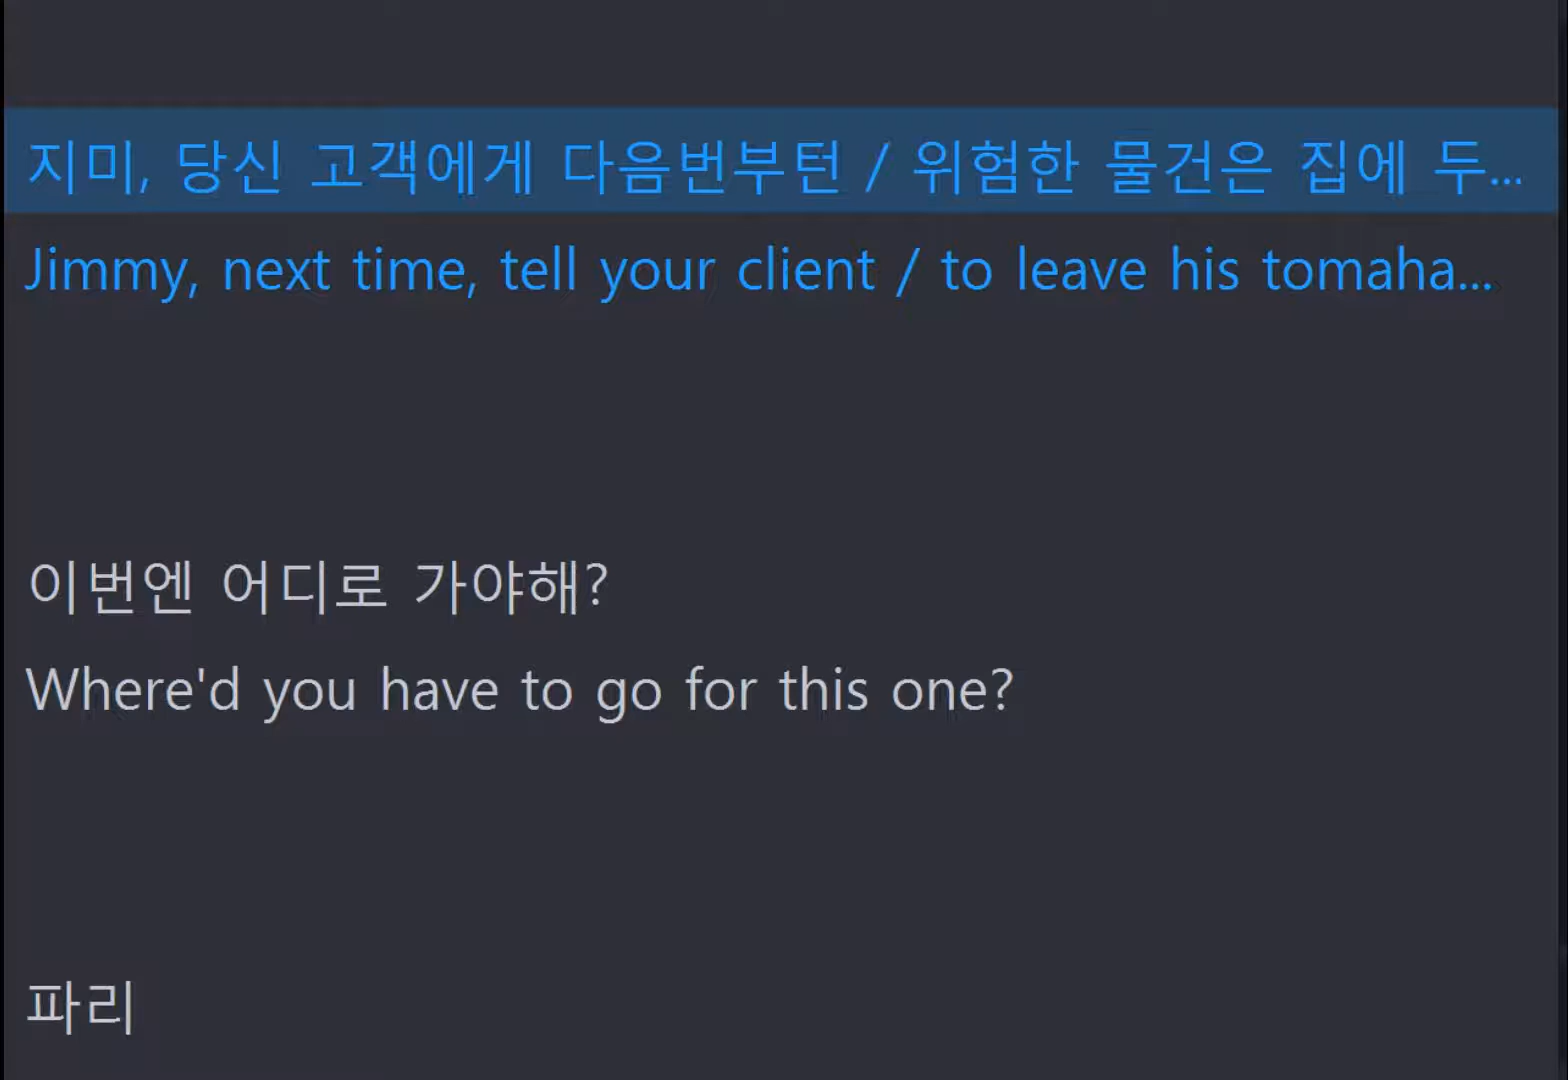 지미, 당신 고객에게 다음번부턴 / 위험한 물건은 집에 두...
Jimmy, next time, tell your client / to leave his tomaha...
이번엔 어디로 가야해?
Where'd you have to go for this one?
파리